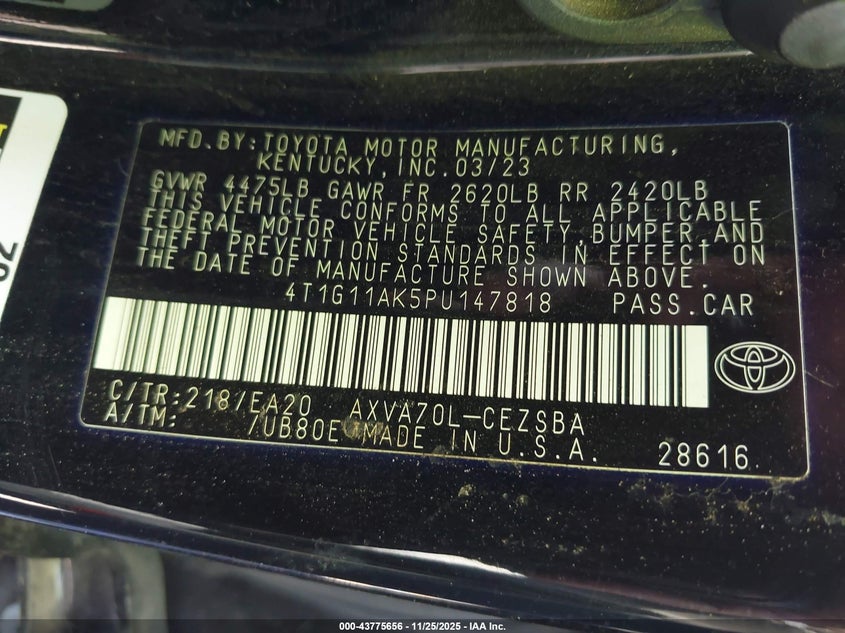 MFD.BY:TOYOTA MOTOR MANUFACTURING,
KENTUCKY,INC.03/23
GVWR 4475LB GAWR FR 2620LB RR 2420LB
THIS VEHICLE CONFORMS TO ALL APPLICABLE
FEDERAL MOTOR VEHICLE SAFETY,BUMPER,AND
THEFT PREVENTION STANDARDS IN EFFECT ON
THE DATE OF MANUFACTURE SHOWN ABOVE.
4T1G11AK5PU147818 PASS.CAR
C/TR:218/EA20 AXVA70L-CEZSBA
A/TM: /UB80E MADE IN U.S.A.
28616
000-43775656 - 11/25/2025 - IAA Inc.